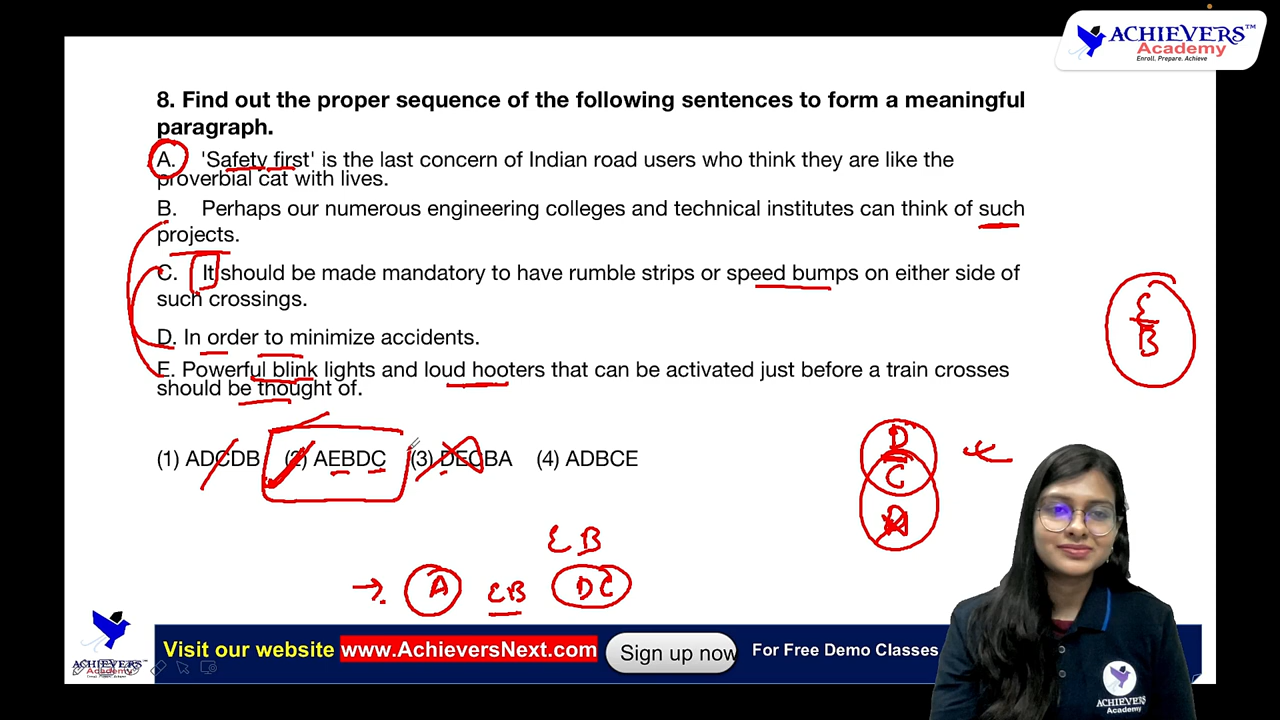 ACHIEVERS™
Academy
Enroll. Prepare. Achieve
8. Find out the proper sequence of the following sentences to form a meaningful
paragraph.
A. 'Safety first' is the last concern of Indian road users who think they are like the
proverbial cat with lives.
B. Perhaps our numerous engineering colleges and technical institutes can think of such
projects.
C. It should be made mandatory to have rumble strips or speed bumps on either side of
such crossings.
E
B
D. In order to minimize accidents.
E. Powerful blink lights and loud hooters that can be activated just before a train crosses
should be thought of.
(1) ADCDB (2) AEBDC (3) DECBA (4) ADBCE
D
C
EB
A EB DC
ACHIEVERS
Academy
Visit our website www.AchieversNext.com Sign up now For Free Demo Classes
ACHIEVERS
Academy